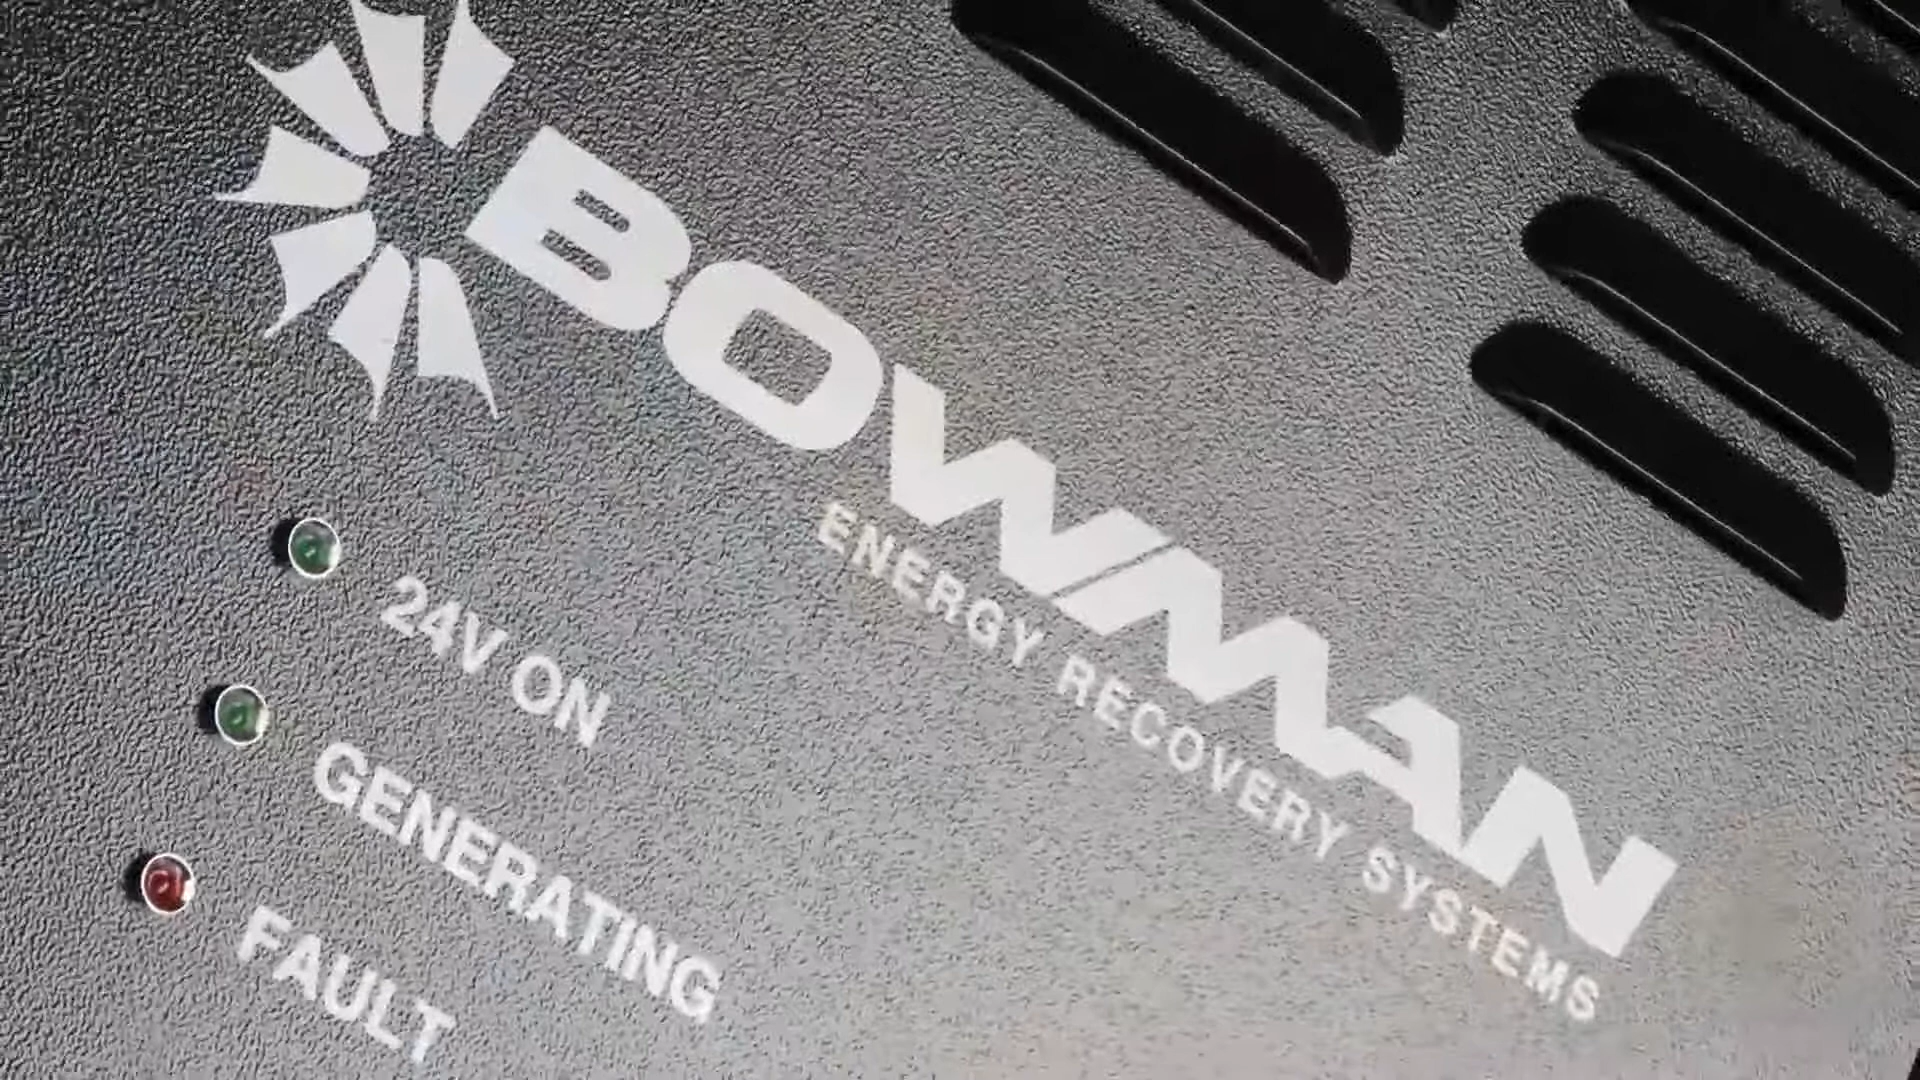 BOWMAN
ENERGY RECOVERY SYSTEMS
24V ON
GENERATING
FAULT